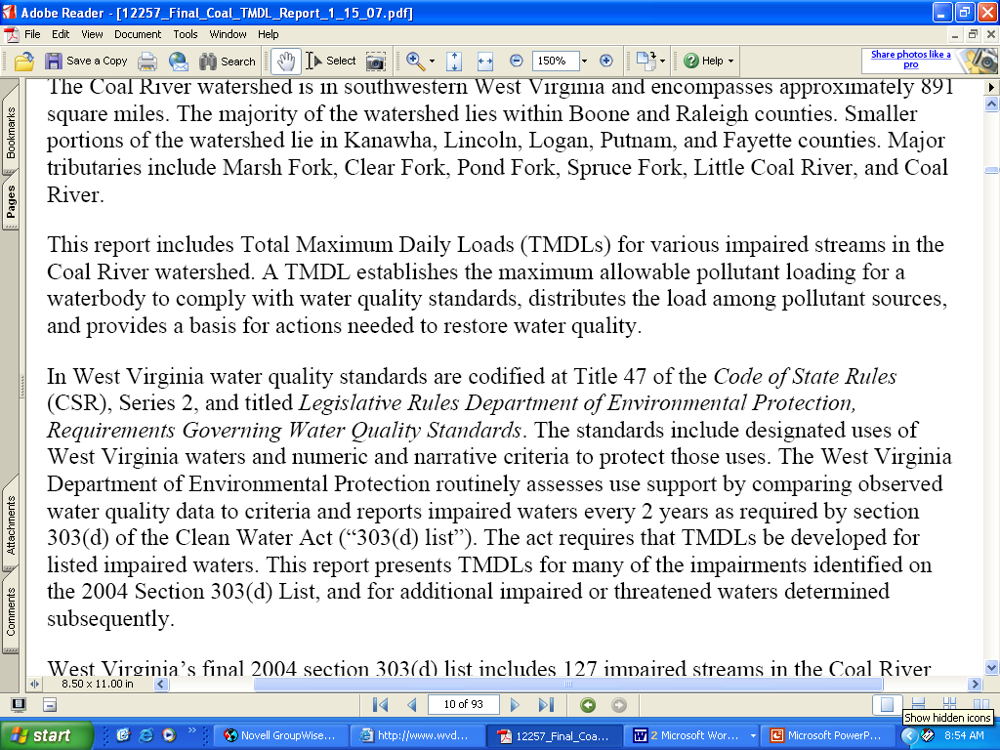 Adobe Reader - [12257_Final_Coal_TMDL_Report_1_15_07.pdf]
File Edit View Document Tools Window Help
Save a Copy Search Select 150% Help Share photos like a
pro
The Coal River watershed is in southwestern West Virginia and encompasses approximately 891
square miles. The majority of the watershed lies within Boone and Raleigh counties. Smaller
portions of the watershed lie in Kanawha, Lincoln, Logan, Putnam, and Fayette counties. Major
tributaries include Marsh Fork, Clear Fork, Pond Fork, Spruce Fork, Little Coal River, and Coal
River.
This report includes Total Maximum Daily Loads (TMDLs) for various impaired streams in the
Coal River watershed. A TMDL establishes the maximum allowable pollutant loading for a
waterbody to comply with water quality standards, distributes the load among pollutant sources,
and provides a basis for actions needed to restore water quality.
In West Virginia water quality standards are codified at Title 47 of the Code of State Rules
(CSR), Series 2, and titled Legislative Rules Department of Environmental Protection,
Requirements Governing Water Quality Standards. The standards include designated uses of
West Virginia waters and numeric and narrative criteria to protect those uses. The West Virginia
Department of Environmental Protection routinely assesses use support by comparing observed
water quality data to criteria and reports impaired waters every 2 years as required by section
303(d) of the Clean Water Act (“303(d) list”). The act requires that TMDLs be developed for
listed impaired waters. This report presents TMDLs for many of the impairments identified on
the 2004 Section 303(d) List, and for additional impaired or threatened waters determined
subsequently.
West Virginia’s final 2004 section 303(d) list includes 127 impaired streams in the Coal River
Bookmarks
Pages
Attachments
Comments
8.50 x 11.00 in
10 of 93
Show hidden icons
start Novell GroupWise... http://www.wvd... 12257_Final_Coa... 2 Microsoft Wor... Microsoft PowerP... 8:54 AM